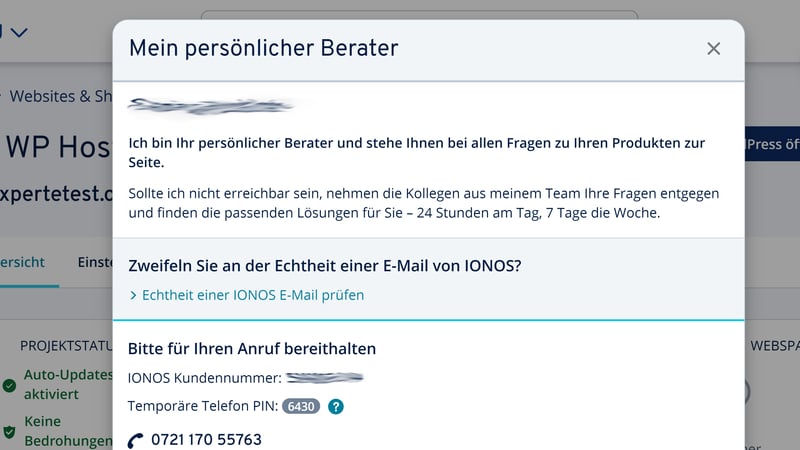 Mein persönlicher Berater
Websites & Sh
WP Hos
Press öf
Ich bin Ihr persönlicher Berater und stehe Ihnen bei allen Fragen zu Ihren Produkten zur
Seite.
xpertetest.
Sollte ich nicht erreichbar sein, nehmen die Kollegen aus meinem Team Ihre Fragen entgegen
und finden die passenden Lösungen für Sie – 24 Stunden am Tag, 7 Tage die Woche.
ersicht
Einste
Zweifeln Sie an der Echtheit einer E-Mail von IONOS?
Echtheit einer IONOS E-Mail prüfen
PROJEKTSTATU
WEBSPA
Bitte für Ihren Anruf bereithalten
Auto-Updates
aktiviert
IONOS Kundennummer:
Temporäre Telefon PIN: 6430 ?
Keine
Bedrohungen
0721 170 55763